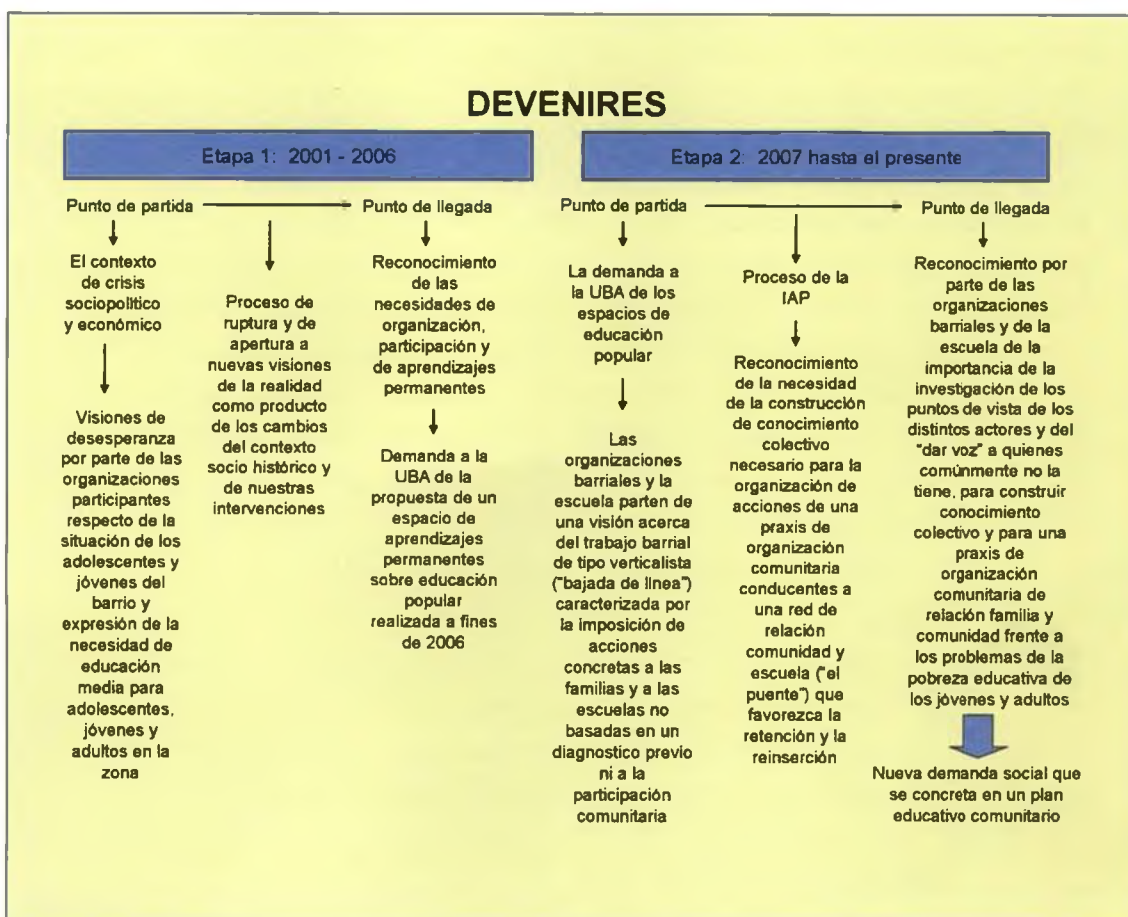 DEVENIRES
Etapa 1: 2001 - 2006
Punto de partida
Punto de llegada
El contexto
de crisis
sociopolítico
y económico
Visiones de
desesperanza
por parte de las
organizaciones
participantes
respecto de la
situación de los
adolescentes y
jóvenes del
barrio y
expresión de la
necesidad de
educación
media para
adolescentes,
jóvenes y
adultos en la
zona
Proceso de
ruptura y de
apertura a
nuevas visiones
de la realidad
como producto
de los cambios
del contexto
socio histórico y
de nuestras
intervenciones
Reconocimiento
de las
necesidades de
organización,
participación y
de aprendizajes
permanentes
Demanda a la
UBA de la
propuesta de un
espacio de
aprendizajes
permanentes
sobre educación
popular
realizada a fines
de 2006
Etapa 2: 2007 hasta el presente
Punto de partida
Punto de llegada
La demanda a
la UBA de los
espacios de
educación
popular
Las
organizaciones
barriales y la
escuela parten de
una visión acerca
del trabajo barrial
de tipo verticalista
("bajada de línea")
caracterizada por
la imposición de
acciones
concretas a las
familias y a las
escuelas no
basadas en un
diagnostico previo
ni a la
participación
comunitaria
Proceso de la
IAP
Reconocimiento
de la necesidad
de la construcción
de conocimiento
colectivo
necesario para la
organización de
acciones de una
praxis de
organización
comunitaria
conducentes a
una red de
relación
comunidad y
escuela ("el
puente") que
favorezca la
retención y la
reinserción
Reconocimiento por
parte de las
organizaciones
barriales y de la
escuela de la
importancia de la
investigación de los
puntos de vista de los
distintos actores y del
"dar voz" a quienes
comúnmente no la
tiene, para construir
conocimiento
colectivo y para una
praxis de
organización
comunitaria de
relación familia y
comunidad frente a
los problemas de la
pobreza educativa de
los jóvenes y adultos
Nueva demanda social que
se concreta en un plan
educativo comunitario